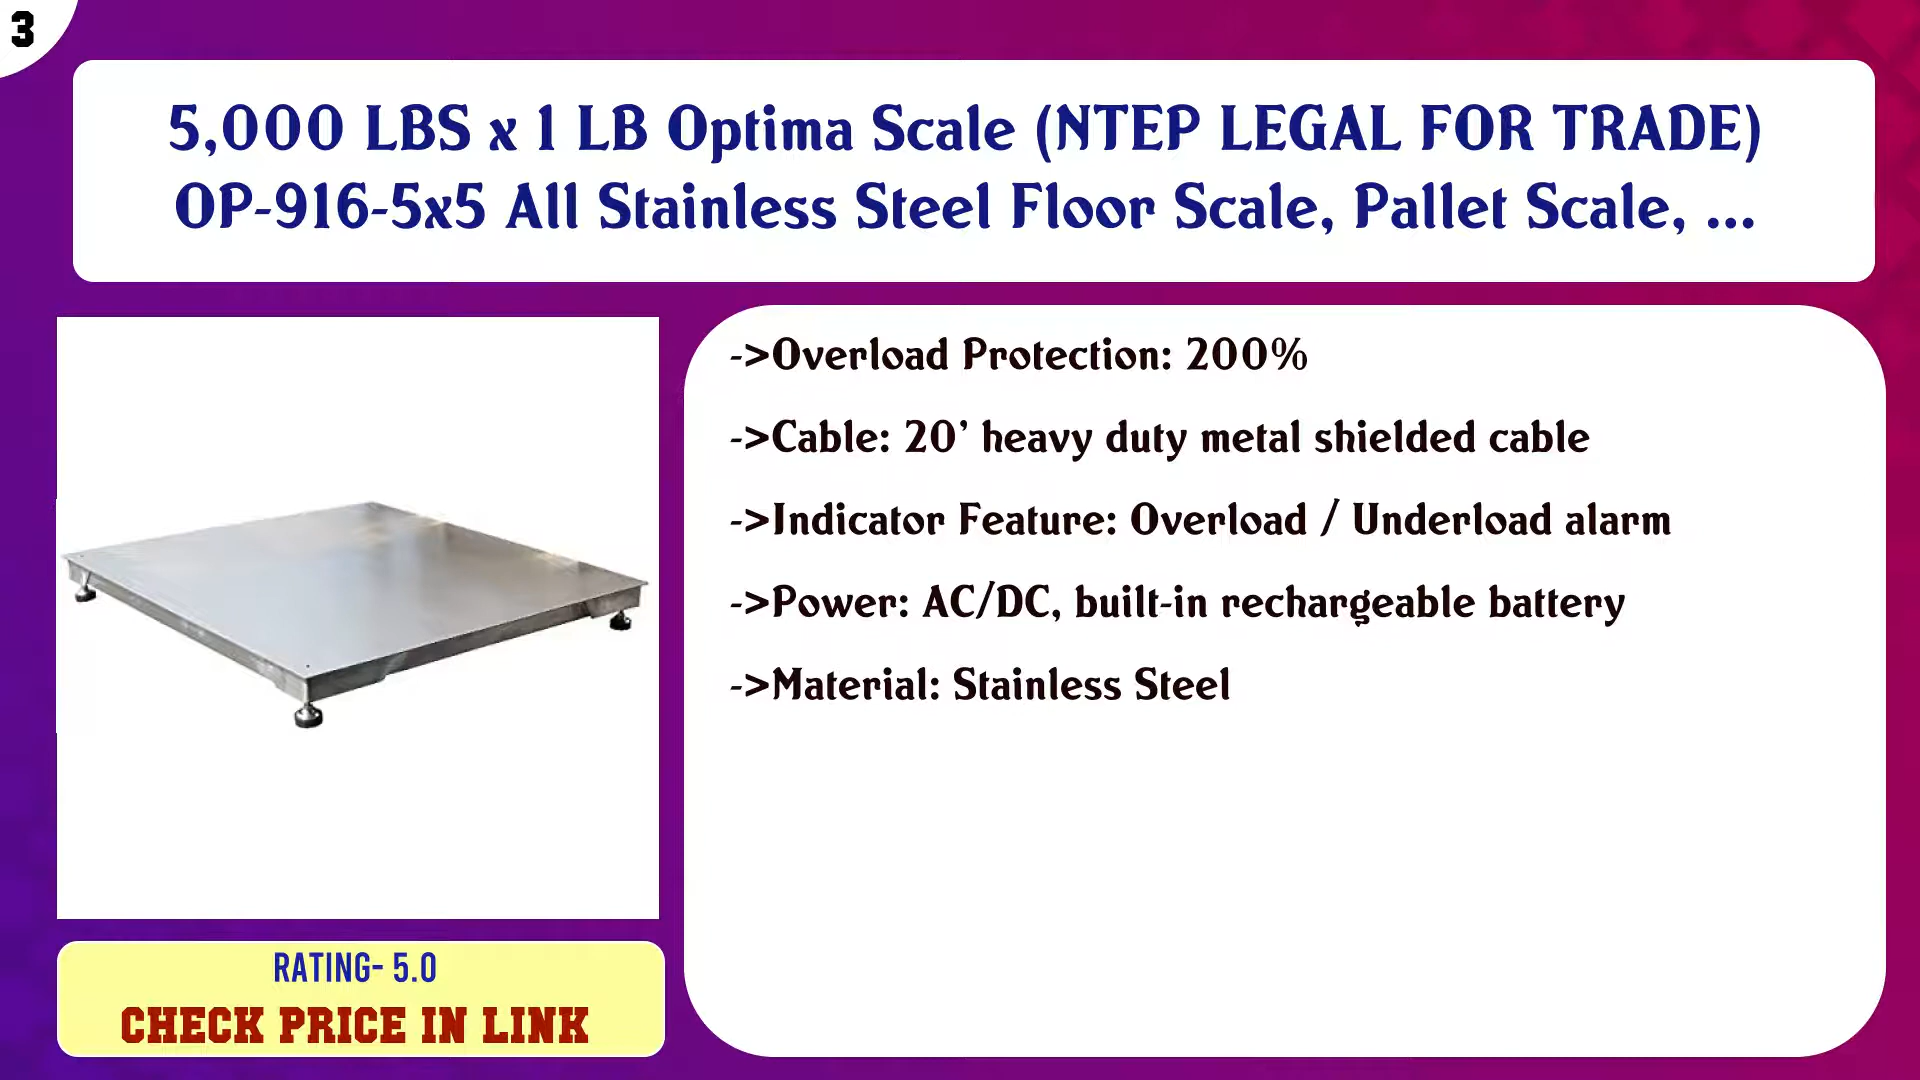 3
5,000 LBS x 1 LB Optima Scale (NTEP LEGAL FOR TRADE)
OP-916-5x5 All Stainless Steel Floor Scale, Pallet Scale, ...
->Overload Protection: 200%
->Cable: 20’ heavy duty metal shielded cable
->Indicator Feature: Overload / Underload alarm
->Power: AC/DC, built-in rechargeable battery
->Material: Stainless Steel
RATING- 5.0
CHECK PRICE IN LINK